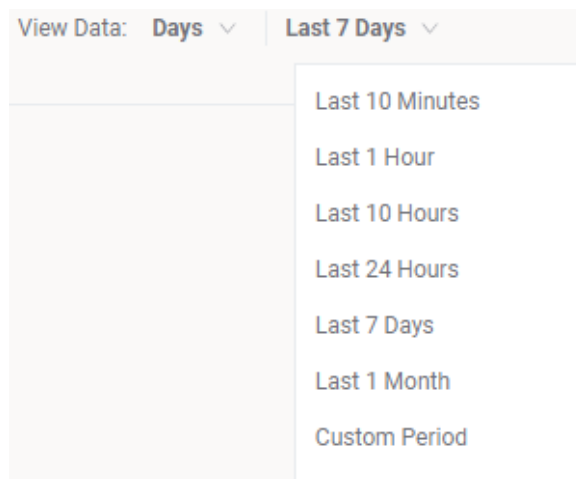 View Data: Days Last 7 Days
Last 10 Minutes
Last 1 Hour
Last 10 Hours
Last 24 Hours
Last 7 Days
Last 1 Month
Custom Period